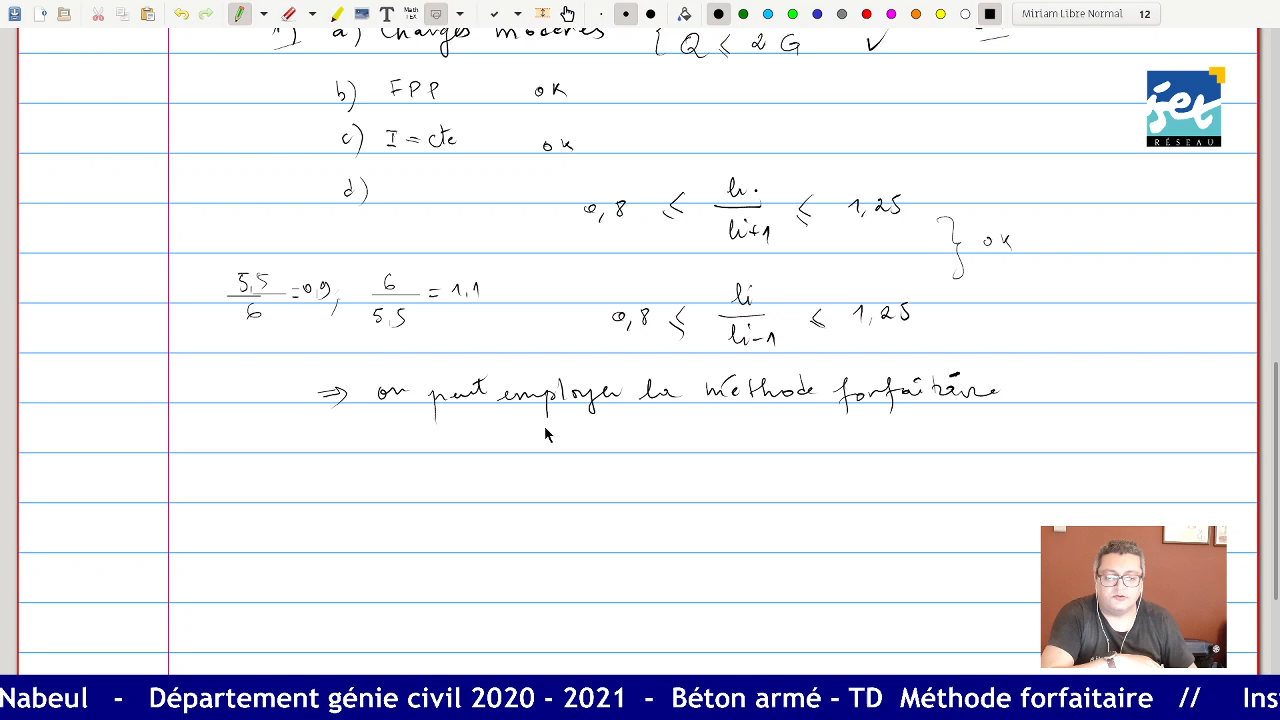 Miriam Libre Normal 12
a) Charges modérées { Q ≤ 2 G ✓
iset
RÉSEAU
b) FPP ok
c) I = cte ok
d) 0,8 ≤ li / li+1 ≤ 1,25
} ok
5,5 / 6 = 0,9, 6 / 5,5 = 1,1 0,8 ≤ li / li-1 ≤ 1,25
⇒ on peut employer la méthode forfaitaire
Nabeul - Département génie civil 2020 - 2021 - Béton armé - TD Méthode forfaitaire // Ins